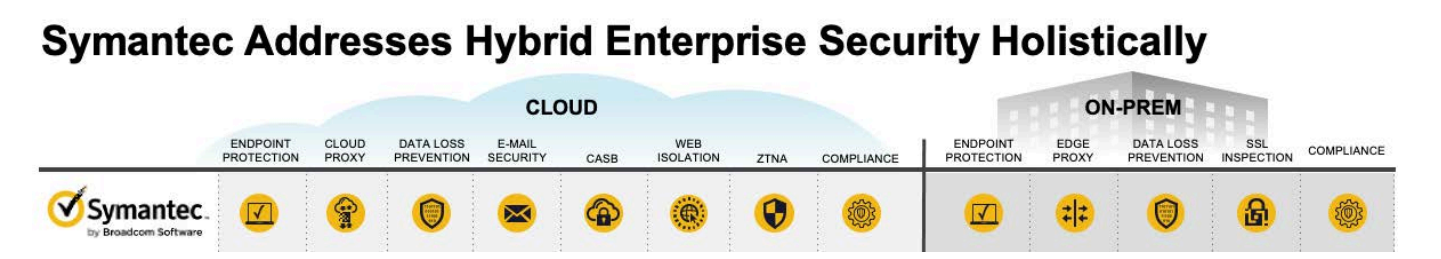 Symantec Addresses Hybrid Enterprise Security Holistically
CLOUD
ON-PREM
ENDPOINT
PROTECTION
CLOUD
PROXY
DATA LOSS
PREVENTION
E-MAIL
SECURITY
CASB
WEB
ISOLATION
ZTNA
COMPLIANCE
ENDPOINT
PROTECTION
EDGE
PROXY
DATA LOSS
PREVENTION
SSL
INSPECTION
COMPLIANCE
Symantec.
by Broadcom Software